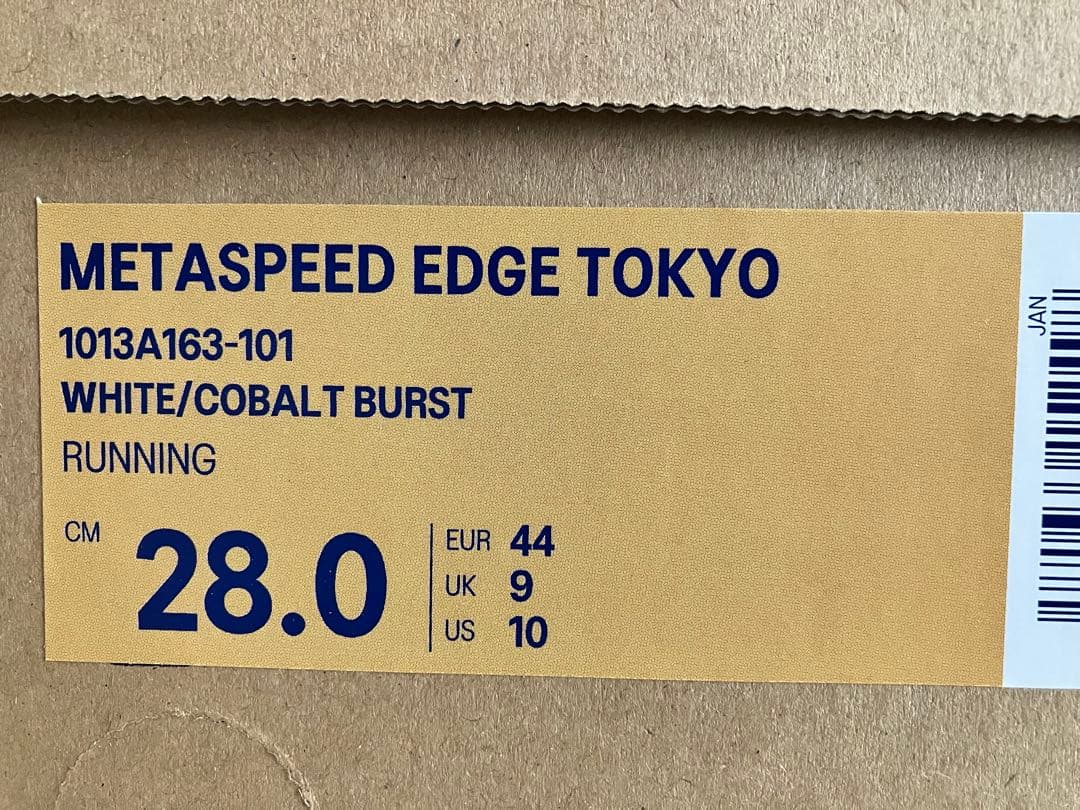 METASPEED EDGE TOKYO
1013A163-101
WHITE/COBALT BURST
RUNNING
CM 28.0
EUR 44
UK 9
US 10
JAN